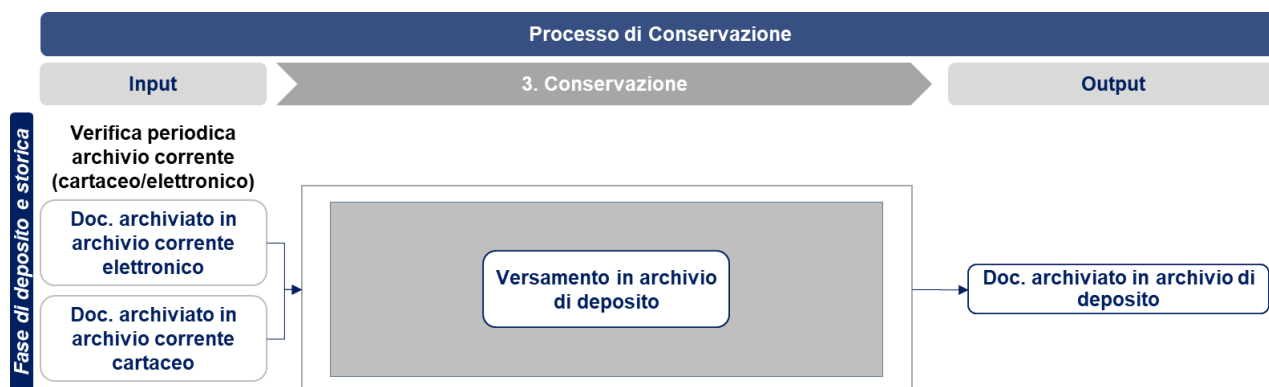 Processo di Conservazione
Input
3. Conservazione
Output
Fase di deposito e storica
Verifica periodica
archivio corrente
(cartaceo/elettronico)
Doc. archiviato in
archivio corrente
elettronico
Doc. archiviato in
archivio corrente
cartaceo
Versamento in archivio
di deposito
Doc. archiviato in archivio di
deposito